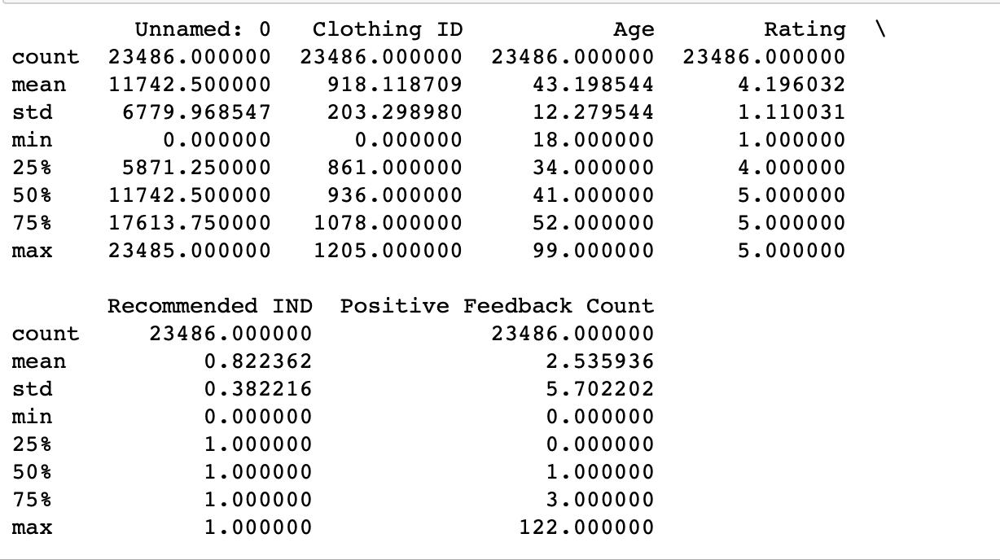 Unnamed: 0 Clothing ID Age Rating \
count 23486.000000 23486.000000 23486.000000 23486.000000
mean 11742.500000 918.118709 43.198544 4.196032
std 6779.968547 203.298980 12.279544 1.110031
min 0.000000 0.000000 18.000000 1.000000
25% 5871.250000 861.000000 34.000000 4.000000
50% 11742.500000 936.000000 41.000000 5.000000
75% 17613.750000 1078.000000 52.000000 5.000000
max 23485.000000 1205.000000 99.000000 5.000000
Recommended IND Positive Feedback Count
count 23486.000000 23486.000000
mean 0.822362 2.535936
std 0.382216 5.702202
min 0.000000 0.000000
25% 1.000000 0.000000
50% 1.000000 1.000000
75% 1.000000 3.000000
max 1.000000 122.000000